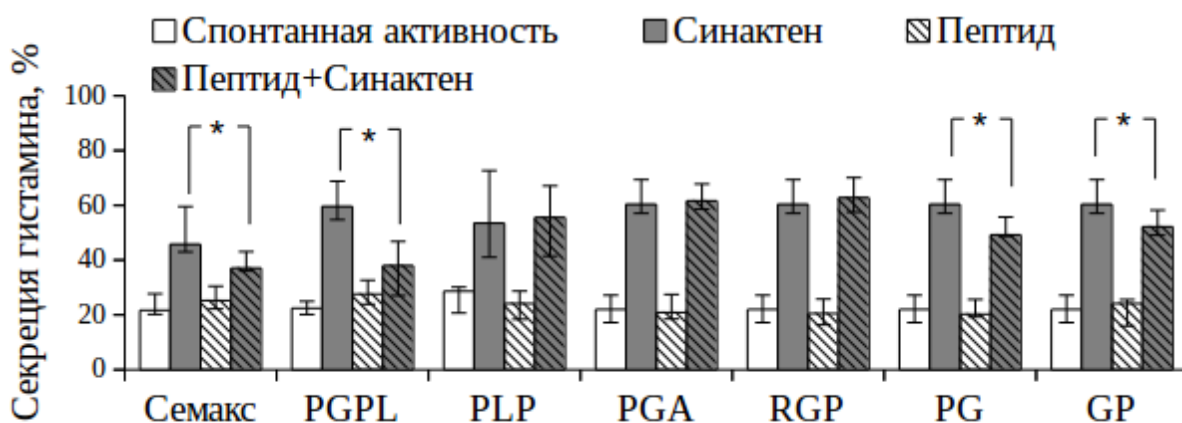 Спонтанная активность Синактен Пептид
Пептид+Синактен
Секреция гистамина, %
100
80
60
40
20
0
* * * *
Семакс PGPL PLP PGA RGP PG GP